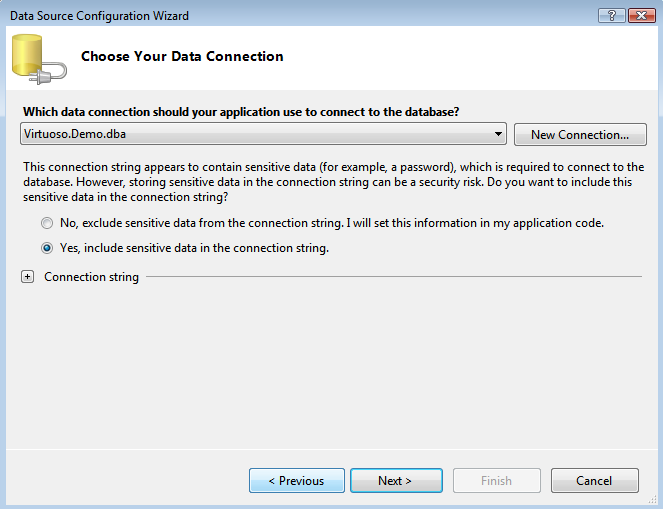 Data Source Configuration Wizard
Choose Your Data Connection
Which data connection should your application use to connect to the database?
Virtuoso.Demo.dba
New Connection...
This connection string appears to contain sensitive data (for example, a password), which is required to connect to the
database. However, storing sensitive data in the connection string can be a security risk. Do you want to include this
sensitive data in the connection string?
No, exclude sensitive data from the connection string. I will set this information in my application code.
Yes, include sensitive data in the connection string.
Connection string
< Previous
Next >
Finish
Cancel